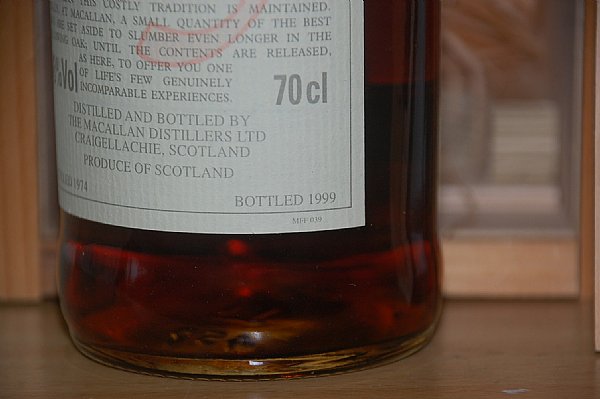 THIS COSTLY TRADITION IS MAINTAINED.
AT MACALLAN, A SMALL QUANTITY OF THE BEST
ARE SET ASIDE TO SLUMBER EVEN LONGER IN THE
OAK; UNTIL THE CONTENTS ARE RELEASED,
AS HERE, TO OFFER YOU ONE
OF LIFE'S FEW GENUINELY
INCOMPARABLE EXPERIENCES.
%Vol
70cl
DISTILLED AND BOTTLED BY
THE MACALLAN DISTILLERS LTD
CRAIGELLACHIE, SCOTLAND
PRODUCE OF SCOTLAND
1974
BOTTLED 1999